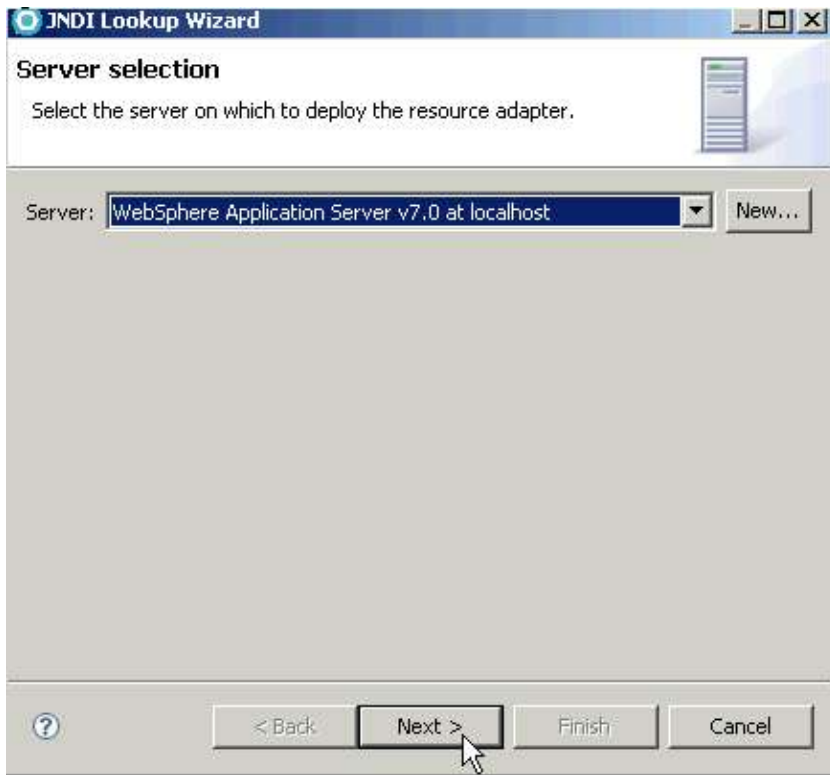 JNDI Lookup Wizard
Server selection
Select the server on which to deploy the resource adapter.
Server: WebSphere Application Server v7.0 at localhost New...
? < Back Next > Finish Cancel